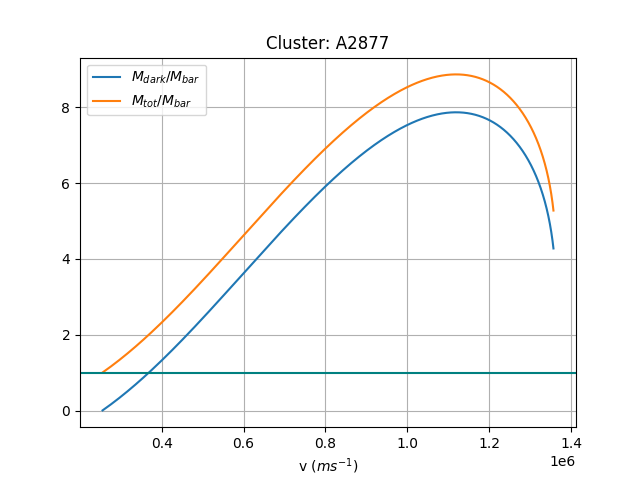 Cluster: A2877
M_dark/M_bar
M_tot/M_bar
8
6
4
2
0
0.4 0.6 0.8 1.0 1.2 1.4
1e6
v (ms⁻¹)